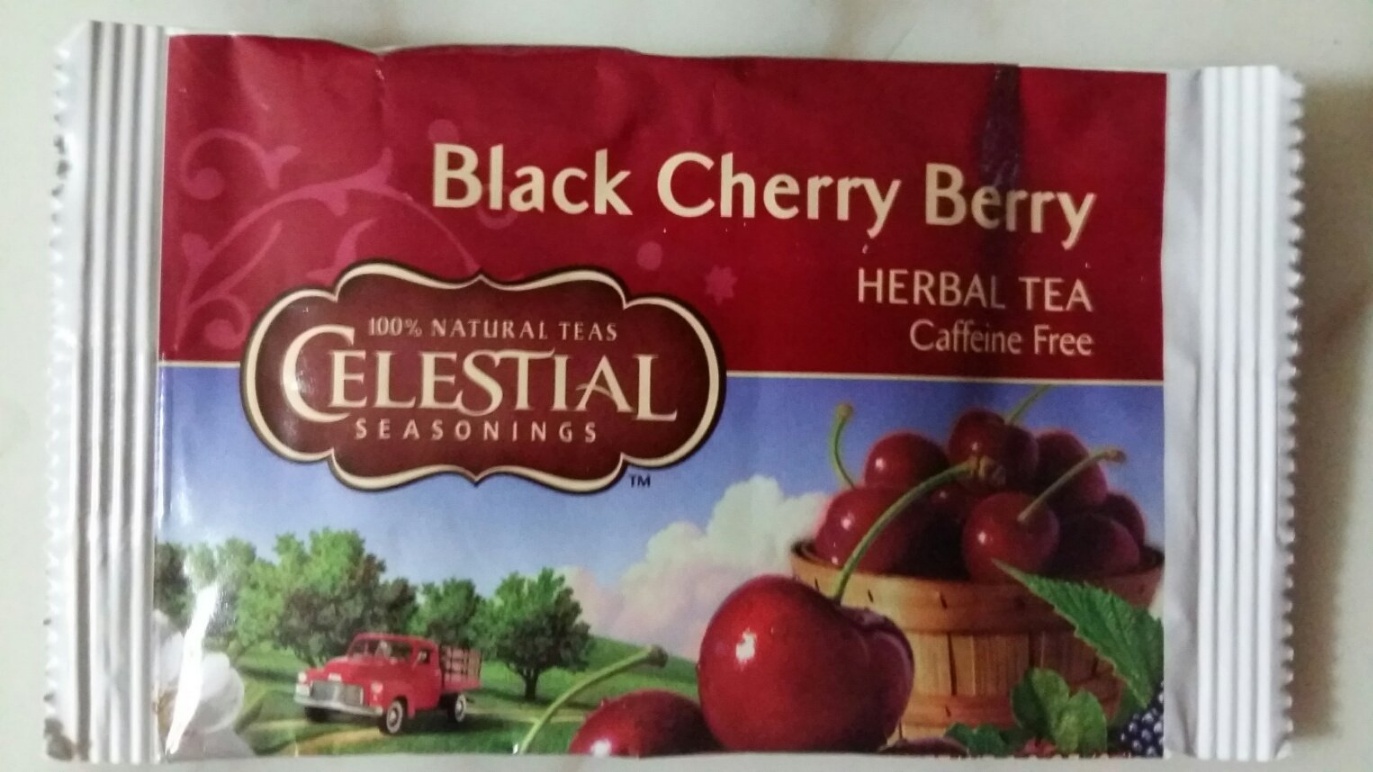 Black Cherry Berry
HERBAL TEA
Caffeine Free
100% NATURAL TEAS
CELESTIAL
SEASONINGS
TM